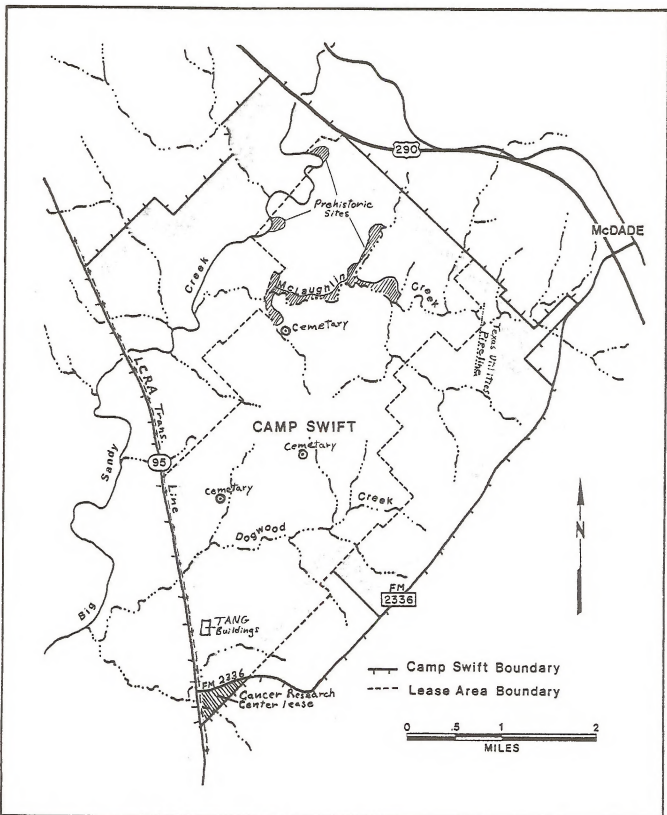 290
McDADE
Prehistoric
Sites
Creek
McLaughlin
Creek
Cemetary
Texas Utilities
Pipeline
LCRA Trans.
Line
CAMP SWIFT
95
Sandy
Cemetary
Cemetary
Creek
Dogwood
N
FM
2336
Big
TANG
Buildings
FM 2336
Cancer Research
Center lease
Camp Swift Boundary
Lease Area Boundary
0 .5 1 2
MILES